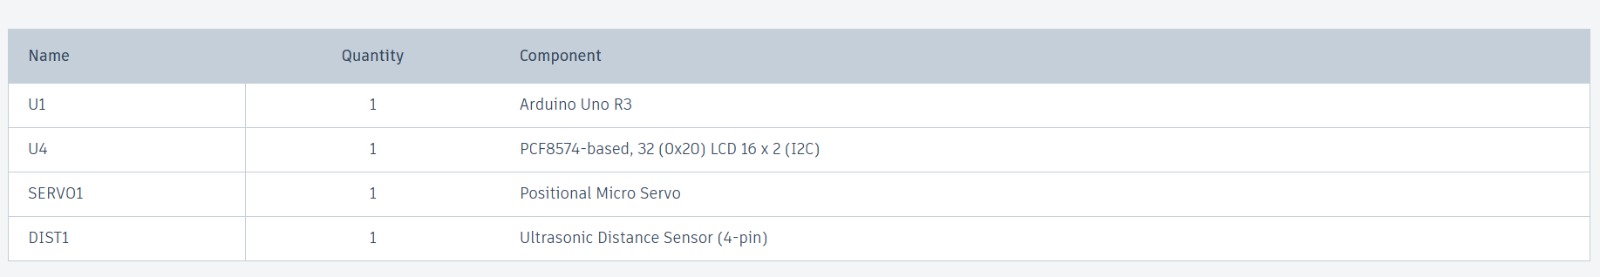 Name Quantity Component
U1 1 Arduino Uno R3
U4 1 PCF8574-based, 32 (0x20) LCD 16 x 2 (I2C)
SERVO1 1 Positional Micro Servo
DIST1 1 Ultrasonic Distance Sensor (4-pin)